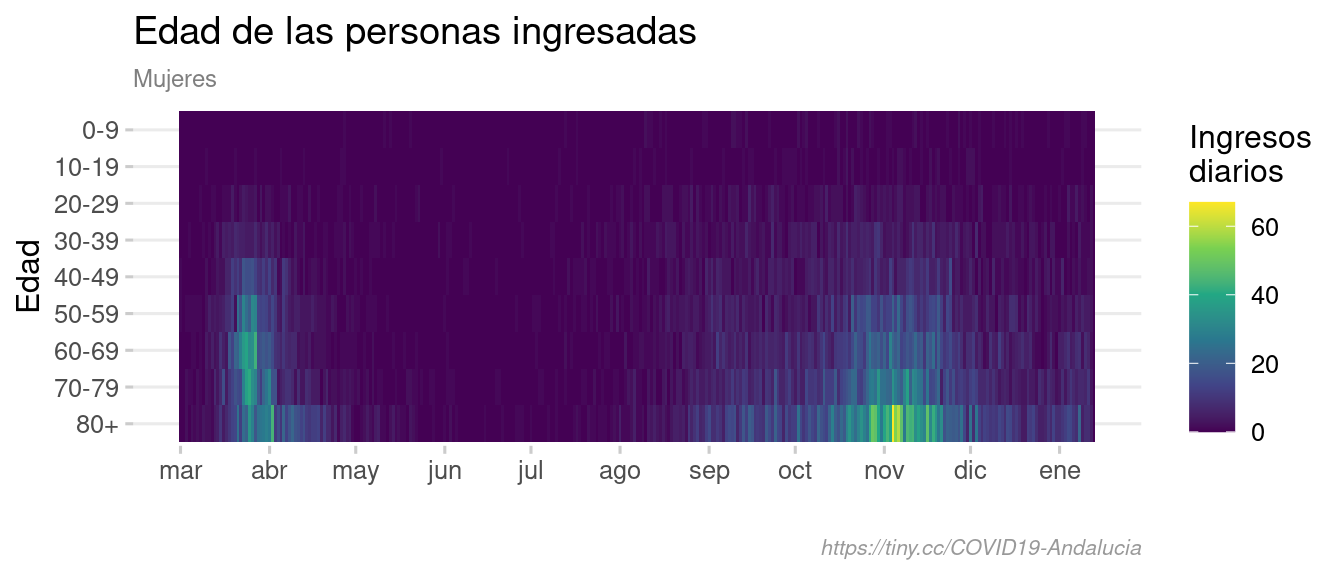 Edad de las personas ingresadas
Mujeres
Edad
0-9
10-19
20-29
30-39
40-49
50-59
60-69
70-79
80+
mar abr may jun jul ago sep oct nov dic ene
Ingresos
diarios
60
40
20
0
https://tiny.cc/COVID19-Andalucia